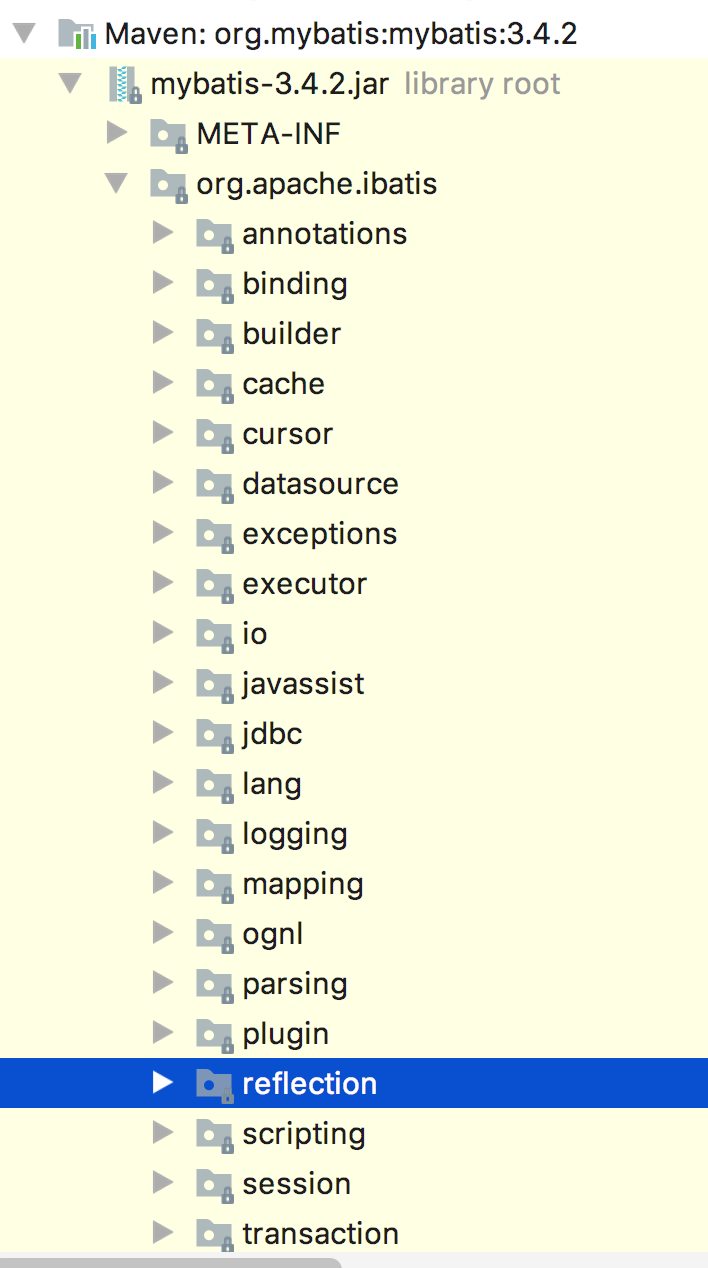 Maven: org.mybatis:mybatis:3.4.2
mybatis-3.4.2.jar library root
META-INF
org.apache.ibatis
annotations
binding
builder
cache
cursor
datasource
exceptions
executor
io
javassist
jdbc
lang
logging
mapping
ognl
parsing
plugin
reflection
scripting
session
transaction